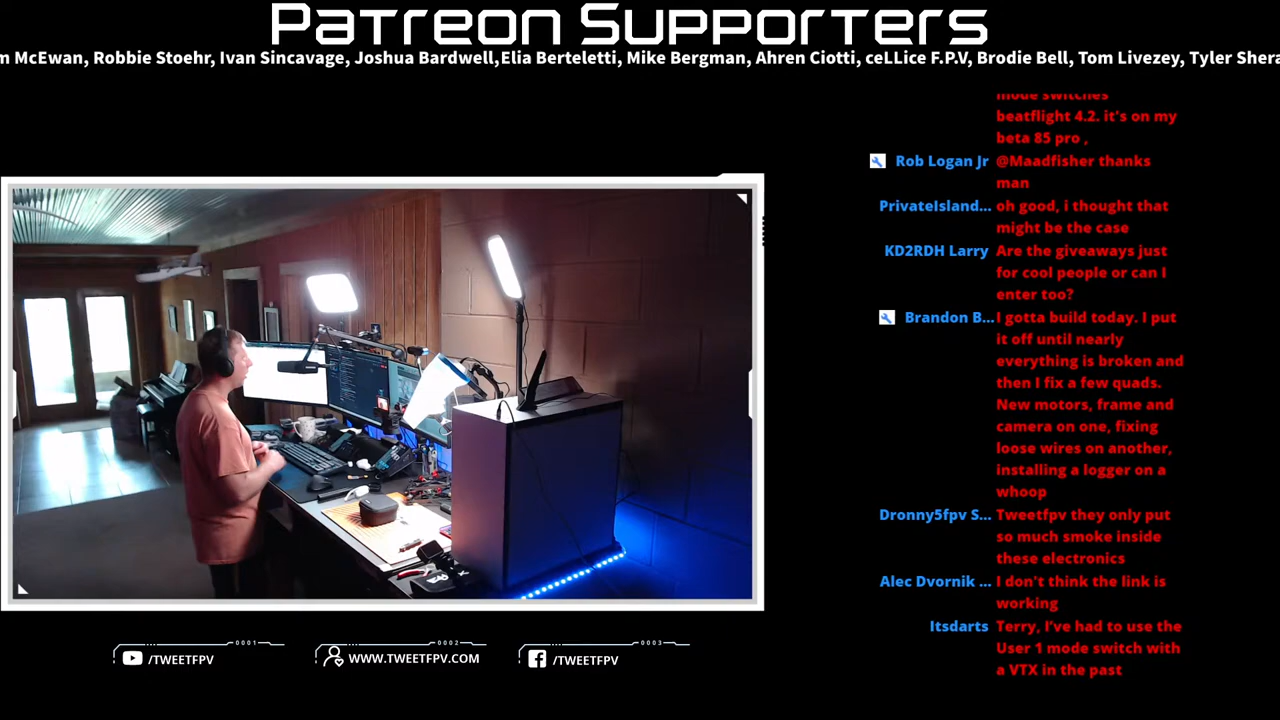 Patreon Supporters
McEwan, Robbie Stoehr, Ivan Sincavage, Joshua Bardwell,Elia Berteletti, Mike Bergman, Ahren Ciotti, ceLLice F.P.V, Brodie Bell, Tom Livezey, Tyler
mode switches
beatflight 4.2. it's on my
beta 85 pro ,
Rob Logan Jr @Maadfisher thanks
man
PrivateIsland... oh good, i thought that
might be the case
KD2RDH Larry Are the giveaways just
for cool people or can I
enter too?
Brandon B... I gotta build today. I put
it off until nearly
everything is broken and
then I fix a few quads.
New motors, frame and
camera on one, fixing
loose wires on another,
installing a logger on a
whoop
Dronny5fpv S... Tweetfpv they only put
so much smoke inside
these electronics
Alec Dvornik ... I don't think the link is
working
Itsdarts Terry, I've had to use the
User 1 mode switch with
a VTX in the past
0001 0002 0003
/TWEETFPV WWW.TWEETFPV.COM /TWEETFPV